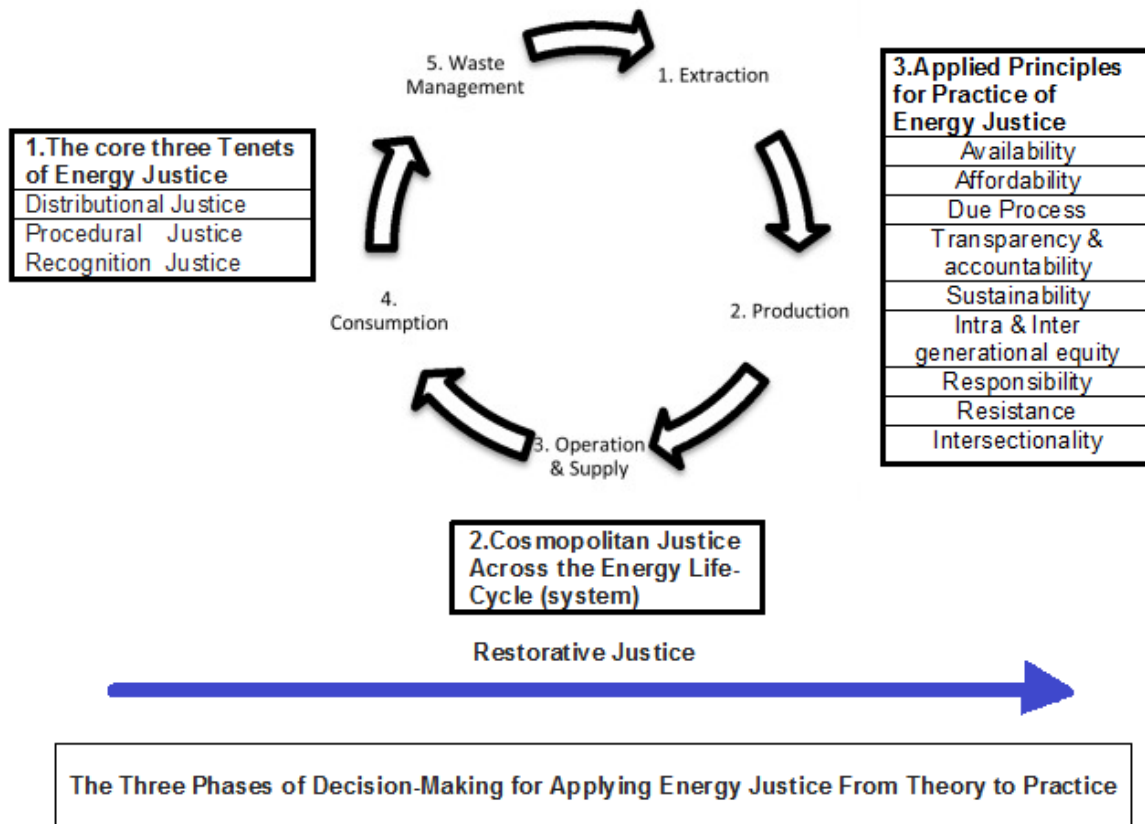 5. Waste
Management
1. Extraction
2. Production
3. Operation
& Supply
4.
Consumption
1.The core three Tenets
of Energy Justice
Distributional Justice
Procedural Justice
Recognition Justice
2.Cosmopolitan Justice
Across the Energy Life-
Cycle (system)
3.Applied Principles
for Practice of
Energy Justice
Availability
Affordability
Due Process
Transparency &
accountability
Sustainability
Intra & Inter
generational equity
Responsibility
Resistance
Intersectionality
Restorative Justice
The Three Phases of Decision-Making for Applying Energy Justice From Theory to Practice